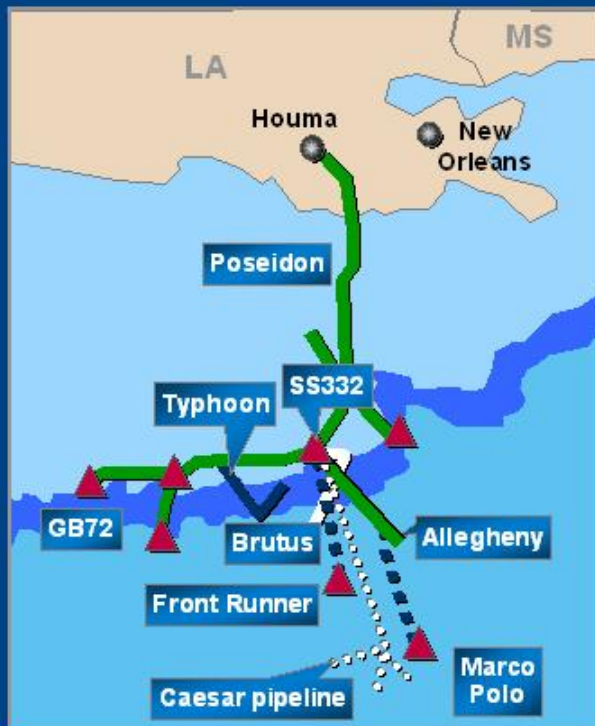 MS
LA
Houma
New
Orleans
Poseidon
SS332
Typhoon
GB72
Brutus
Allegheny
Front Runner
Caesar pipeline
Marco
Polo